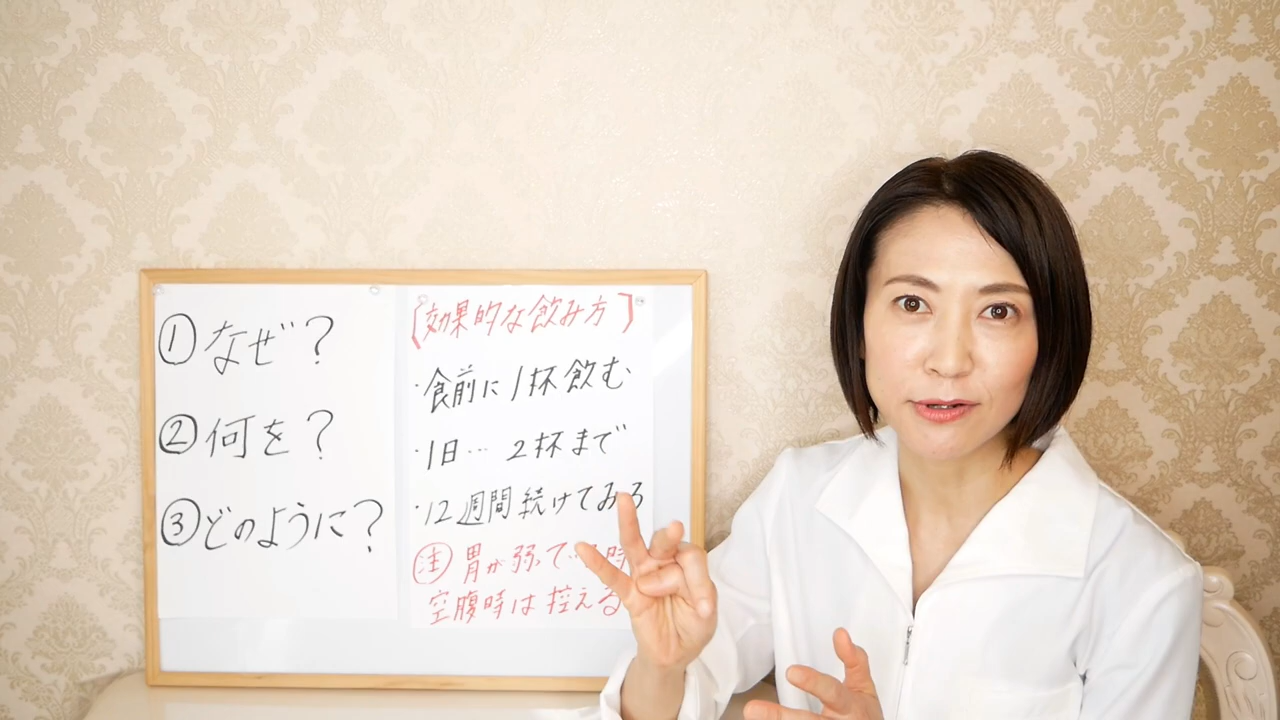 ①なぜ？
②何を？
③どのように？
[効果的な飲み方]
・食前に1杯飲む
・1日…2杯まで
・12週間続けてみる
㊟胃が弱って
空腹時は控える